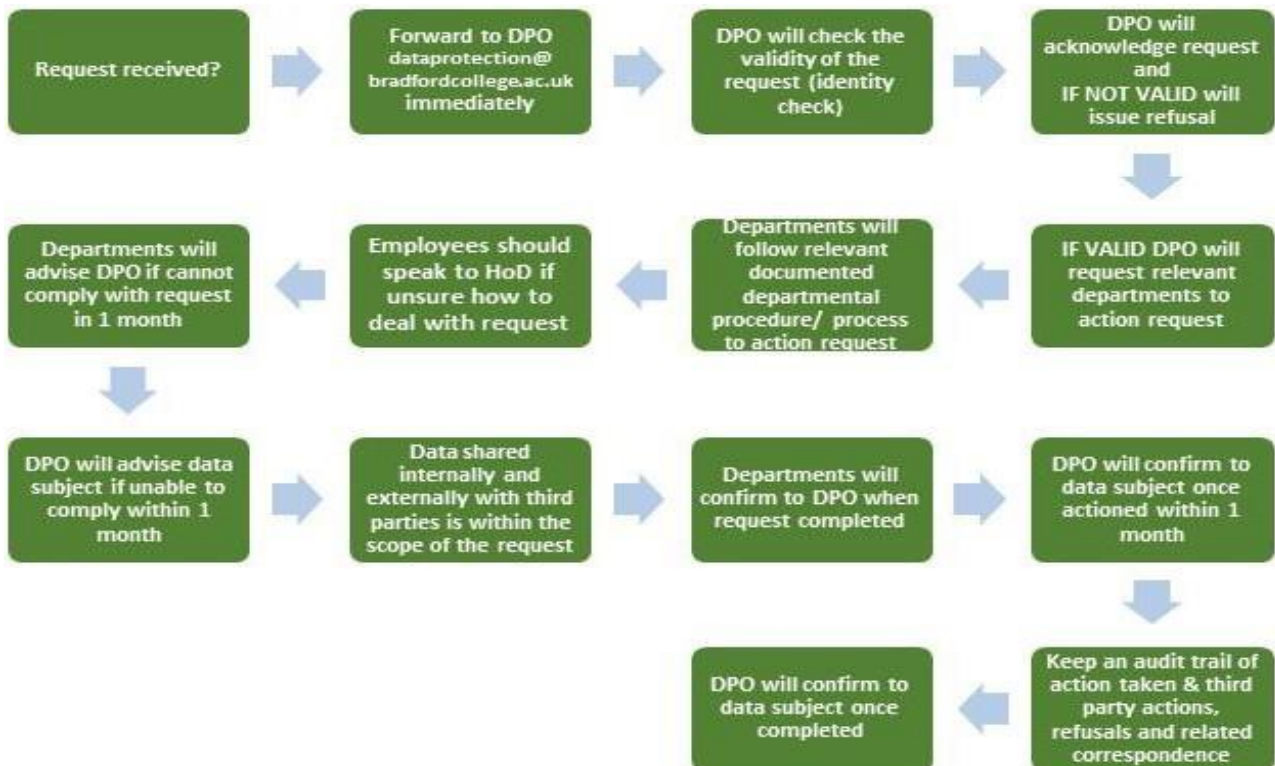 Request received?
Forward to DPO
dataprotection@
bradfordcollege.ac.uk
immediately
DPO will check the
validity of the
request (identity
check)
DPO will
acknowledge request
and
IF NOT VALID will
issue refusal
IF VALID DPO will
request relevant
departments to
action request
Departments will
follow relevant
documented
departmental
procedure/ process
to action request
Employees should
speak to HoD if
unsure how to
deal with request
Departments will
advise DPO if cannot
comply with request
in 1 month
DPO will advise data
subject if unable to
comply within 1
month
Data shared
internally and
externally with third
parties is within the
scope of the request
Departments will
confirm to DPO when
request completed
DPO will confirm to
data subject once
actioned within 1
month
Keep an audit trail of
action taken & third
party actions,
refusals and related
correspondence
DPO will confirm to
data subject once
completed